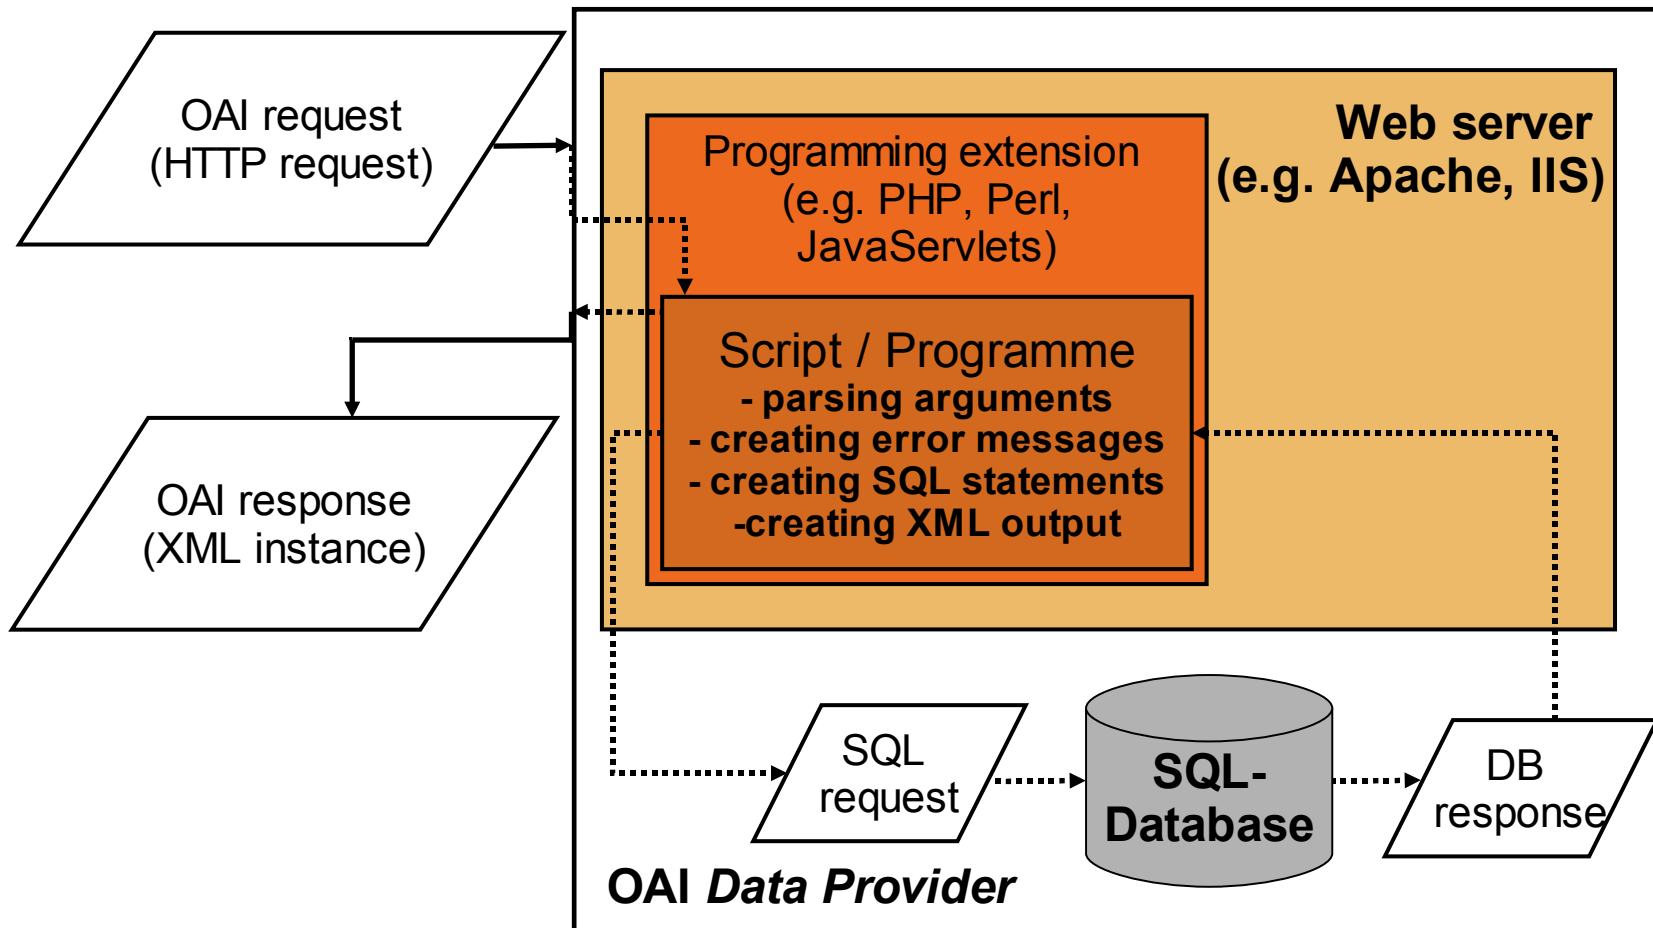 OAI request
(HTTP request)
Web server
(e.g. Apache, IIS)
Programming extension
(e.g. PHP, Perl,
JavaServlets)
Script / Programme
- parsing arguments
- creating error messages
- creating SQL statements
-creating XML output
OAI response
(XML instance)
SQL
request
SQL-
Database
DB
response
OAI Data Provider